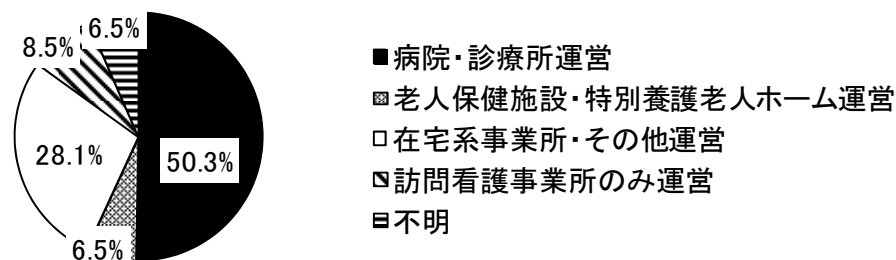 6.5%
8.5%
28.1%
50.3%
6.5%
病院・診療所運営
老人保健施設・特別養護老人ホーム運営
在宅系事業所・その他運営
訪問看護事業所のみ運営
不明